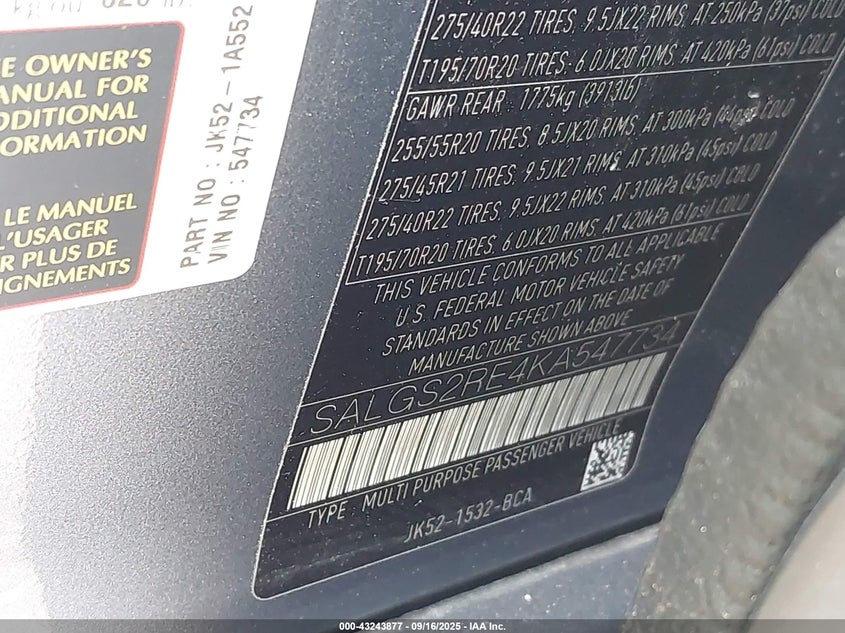 E OWNER'S
ANUAL FOR
DDITIONAL
ORMATION
LE MANUEL
L'USAGER
R PLUS DE
IGNEMENTS
PART NO : JK52-1A552
VIN NO : 547734
275/40R22 TIRES, 9.5JX22 RIMS, AT 250kPa (37psi) COLD
T195/70R20 TIRES, 6.0JX20 RIMS, AT 420kPa (61psi) COLD
GAWR REAR : 1775kg (3913lb)
255/55R20 TIRES, 8.5JX20 RIMS, AT 300kPa (44psi) COLD
275/45R21 TIRES, 9.5JX21 RIMS, AT 310kPa (45psi) COLD
275/40R22 TIRES, 9.5JX22 RIMS, AT 310kPa (45psi) COLD
T195/70R20 TIRES, 6.0JX20 RIMS, AT 420kPa (61psi) COLD
THIS VEHICLE CONFORMS TO ALL APPLICABLE
U.S. FEDERAL MOTOR VEHICLE SAFETY
STANDARDS IN EFFECT ON THE DATE OF
MANUFACTURE SHOWN ABOVE
SALGS2RE4KA547734
TYPE : MULTI PURPOSE PASSENGER VEHICLE
JK52-1532-BCA
000-43243877 - 09/16/2025 - IAA Inc.